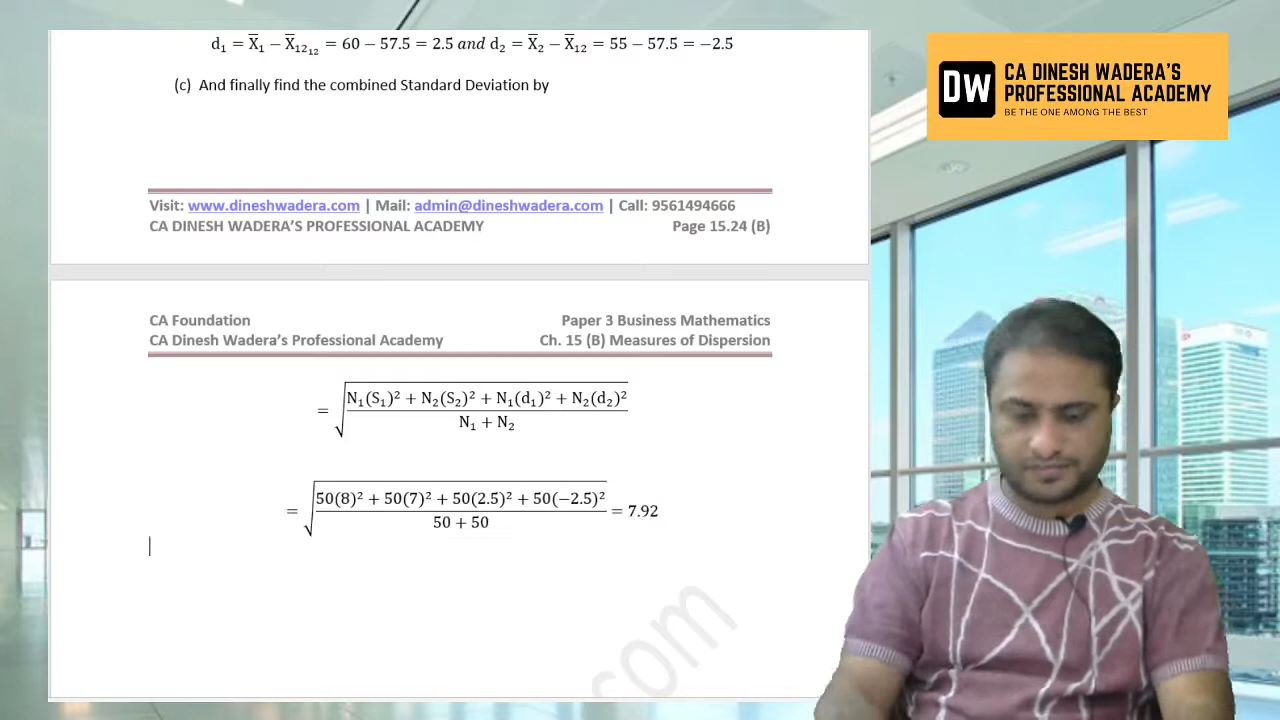 d₁ = X̅₁ − X̅₁₂₁₂ = 60 − 57.5 = 2.5 and d₂ = X̅₂ − X̅₁₂ = 55 − 57.5 = −2.5
(c) And finally find the combined Standard Deviation by
Visit: www.dineshwadera.com | Mail: admin@dineshwadera.com | Call: 9561494666
CA DINESH WADERA'S PROFESSIONAL ACADEMY Page 15.24 (B)
CA Foundation Paper 3 Business Mathematics
CA Dinesh Wadera's Professional Academy Ch. 15 (B) Measures of Dispersion
= √
N₁(S₁)² + N₂(S₂)² + N₁(d₁)² + N₂(d₂)²
N₁ + N₂
= √
50(8)² + 50(7)² + 50(2.5)² + 50(−2.5)²
50 + 50
= 7.92
com
DW
CA DINESH WADERA'S
PROFESSIONAL ACADEMY
BE THE ONE AMONG THE BEST